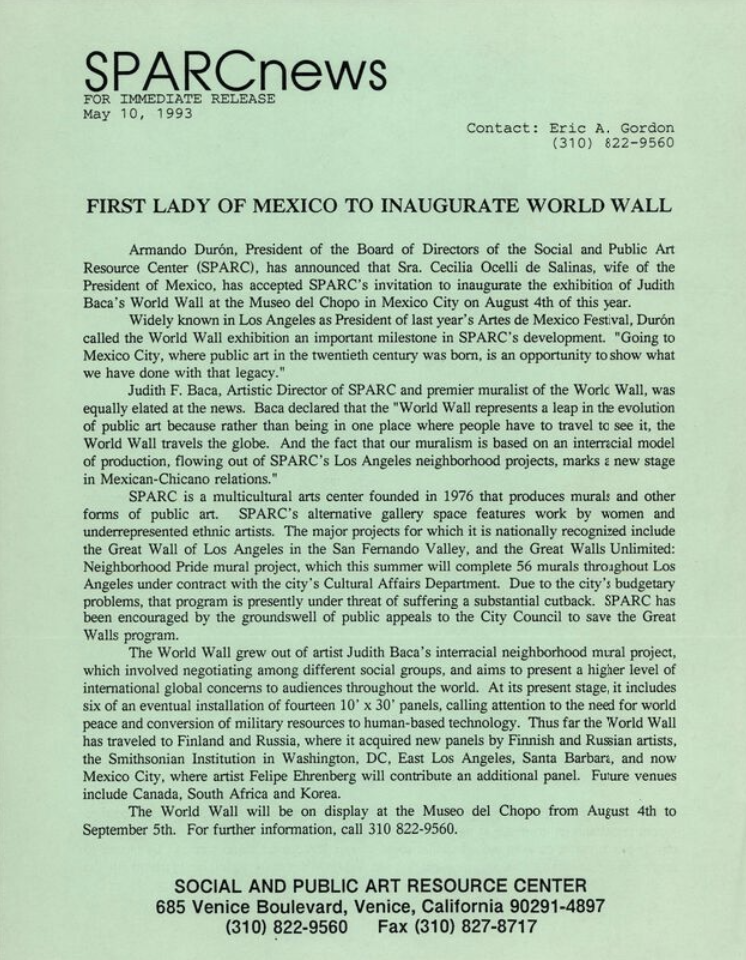 SPARCnews
FOR IMMEDIATE RELEASE
May 10, 1993
Contact: Eric A. Gordon
(310) 822-9560
FIRST LADY OF MEXICO TO INAUGURATE WORLD WALL
Armando Durón, President of the Board of Directors of the Social and Public Art
Resource Center (SPARC), has announced that Sra. Cecilia Ocelli de Salinas, wife of the
President of Mexico, has accepted SPARC's invitation to inaugurate the exhibition of Judith
Baca's World Wall at the Museo del Chopo in Mexico City on August 4th of this year.
Widely known in Los Angeles as President of last year's Artes de Mexico Festival, Durón
called the World Wall exhibition an important milestone in SPARC's development. "Going to
Mexico City, where public art in the twentieth century was born, is an opportunity to show what
we have done with that legacy."
Judith F. Baca, Artistic Director of SPARC and premier muralist of the World Wall, was
equally elated at the news. Baca declared that the "World Wall represents a leap in the evolution
of public art because rather than being in one place where people have to travel to see it, the
World Wall travels the globe. And the fact that our muralism is based on an interracial model
of production, flowing out of SPARC's Los Angeles neighborhood projects, marks a new stage
in Mexican-Chicano relations."
SPARC is a multicultural arts center founded in 1976 that produces murals and other
forms of public art. SPARC's alternative gallery space features work by women and
underrepresented ethnic artists. The major projects for which it is nationally recognized include
the Great Wall of Los Angeles in the San Fernando Valley, and the Great Walls Unlimited:
Neighborhood Pride mural project, which this summer will complete 56 murals throughout Los
Angeles under contract with the city's Cultural Affairs Department. Due to the city's budgetary
problems, that program is presently under threat of suffering a substantial cutback. SPARC has
been encouraged by the groundswell of public appeals to the City Council to save the Great
Walls program.
The World Wall grew out of artist Judith Baca's interracial neighborhood mural project,
which involved negotiating among different social groups, and aims to present a higher level of
international global concerns to audiences throughout the world. At its present stage, it includes
six of an eventual installation of fourteen 10' x 30' panels, calling attention to the need for world
peace and conversion of military resources to human-based technology. Thus far the World Wall
has traveled to Finland and Russia, where it acquired new panels by Finnish and Russian artists,
the Smithsonian Institution in Washington, DC, East Los Angeles, Santa Barbara, and now
Mexico City, where artist Felipe Ehrenberg will contribute an additional panel. Future venues
include Canada, South Africa and Korea.
The World Wall will be on display at the Museo del Chopo from August 4th to
September 5th. For further information, call 310 822-9560.
SOCIAL AND PUBLIC ART RESOURCE CENTER
685 Venice Boulevard, Venice, California 90291-4897
(310) 822-9560 Fax (310) 827-8717